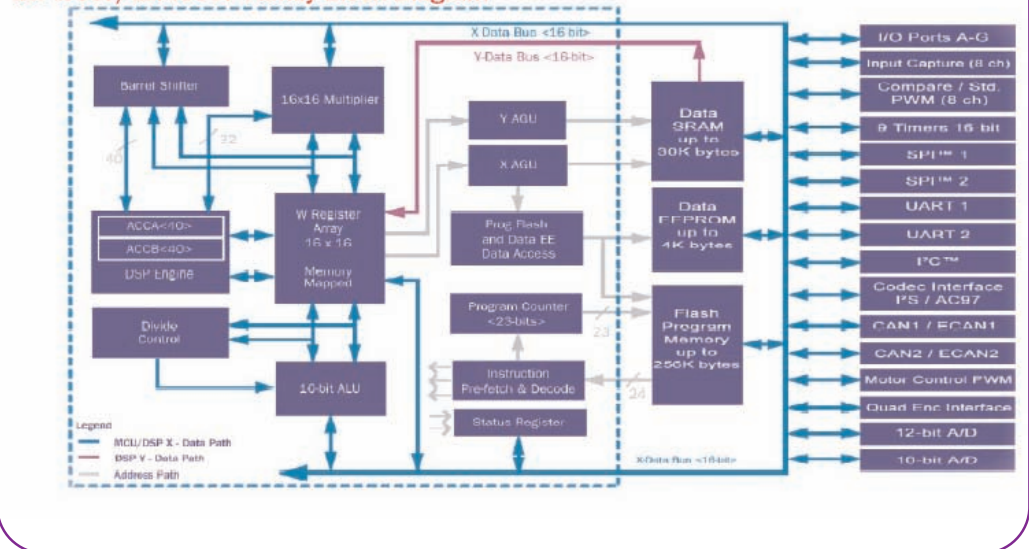 X Data Bus <16 bit>
Y-Data Bus <16-bit>
Barrel Shifter
16x16 Multiplier
40
32
Y AGU
X AGU
Data
SRAM
up to
30K bytes
ACCA<40>
ACCB<40>
DSP Engine
W Register
Array
16 x 16
Memory
Mapped
Prog Flash
and Data EE
Data Access
Data
EEPROM
up to
4K bytes
Divide
Control
16-bit ALU
Program Counter
<23-bits>
23
Instruction
Pre-fetch & Decode
24
Status Register
Flash
Program
Memory
up to
256K bytes
Legend
MCU/DSP X - Data Path
DSP Y - Data Path
Address Path
X-Data Bus <16-bit>
I/O Ports A-G
Input Capture (8 ch)
Compare / Std.
PWM (8 ch)
9 Timers 16 bit
SPI™ 1
SPI™ 2
UART 1
UART 2
I²C™
Codec Interface
I²S / AC97
CAN1 / ECAN1
CAN2 / ECAN2
Motor Control PWM
Quad Enc Interface
12-bit A/D
10-bit A/D